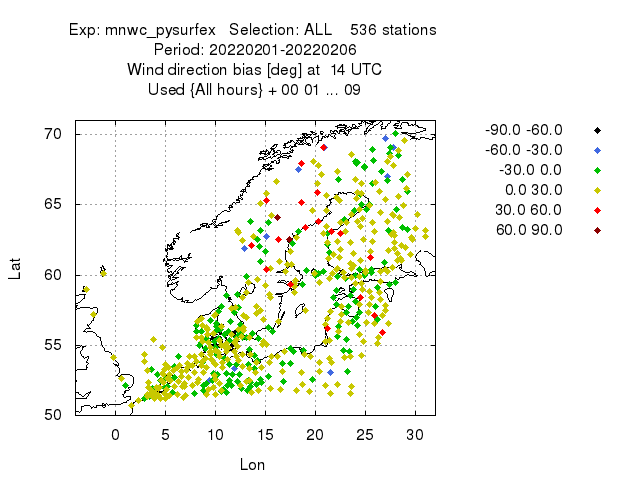 Exp: mnwc_pysurfex   Selection: ALL    536 stations
Period: 20220201-20220206
Wind direction bias [deg] at  14 UTC
Used {All hours} + 00 01 ... 09
-90.0 -60.0
-60.0 -30.0
-30.0 0.0
0.0 30.0
30.0 60.0
60.0 90.0
70
65
60
55
50
Lat
0 5 10 15 20 25 30
Lon